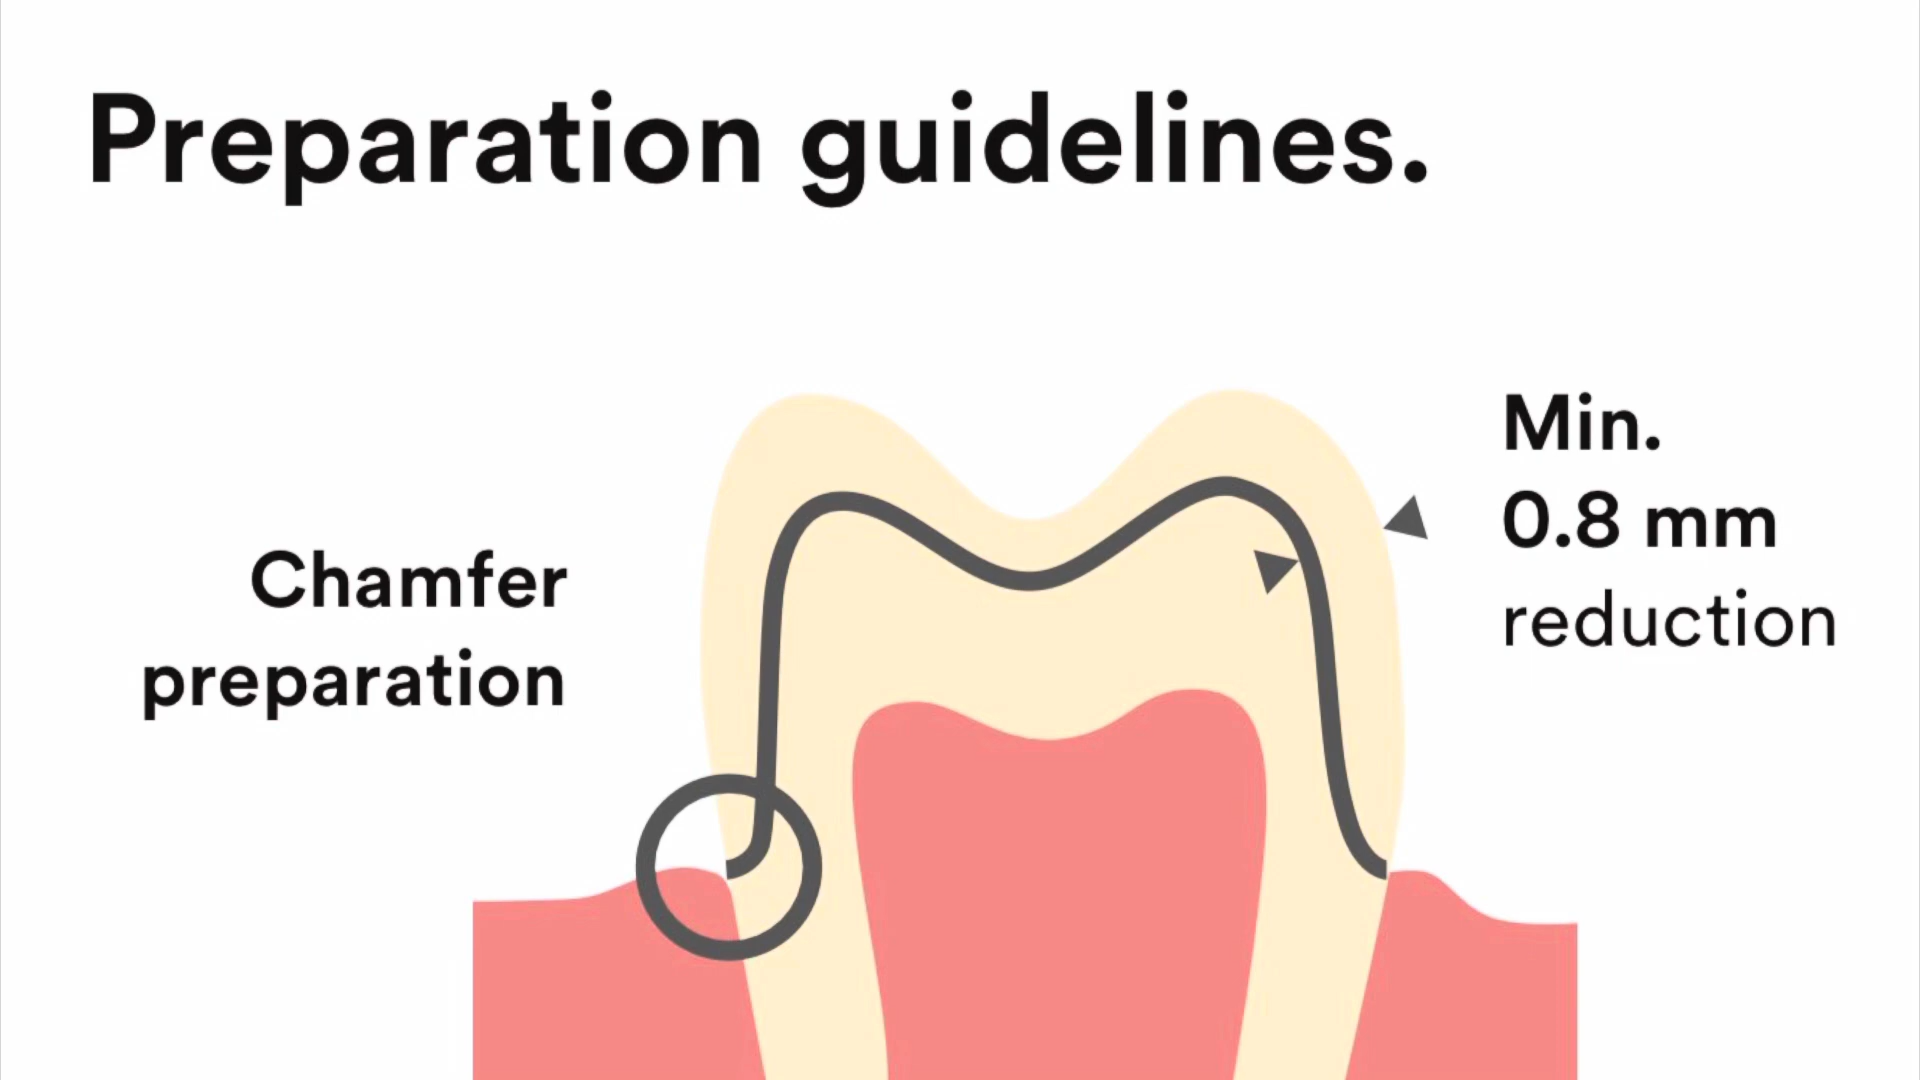 Preparation guidelines.
Chamfer
preparation
Min.
0.8 mm
reduction